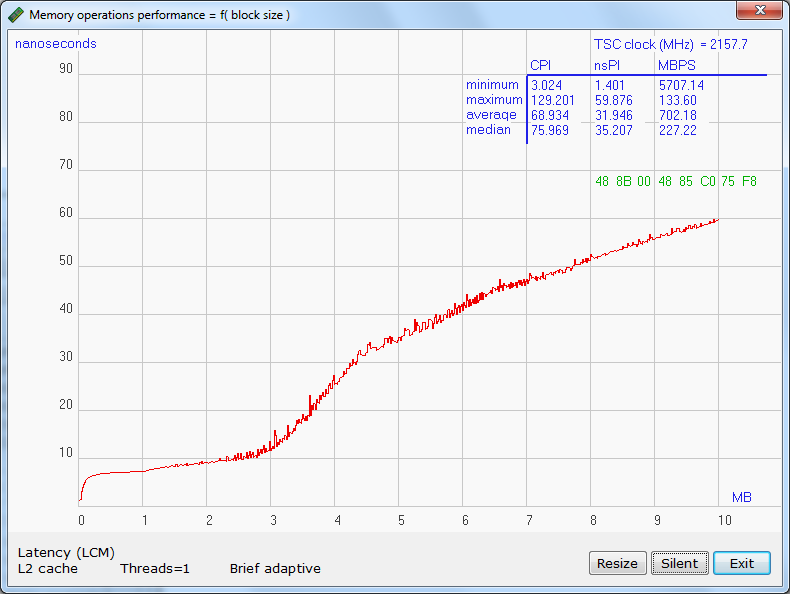 Memory operations performance = f( block size )
nanoseconds
TSC clock (MHz) = 2157.7
CPI nsPI MBPS
minimum 3.024 1.401 5707.14
maximum 129.201 59.876 133.60
average 68.934 31.946 702.18
median 75.969 35.207 227.22
48 8B 00 48 85 C0 75 F8
90
80
70
60
50
40
30
20
10
MB
0 1 2 3 4 5 6 7 8 9 10
Latency (LCM)
L2 cache Threads=1 Brief adaptive
Resize Silent Exit